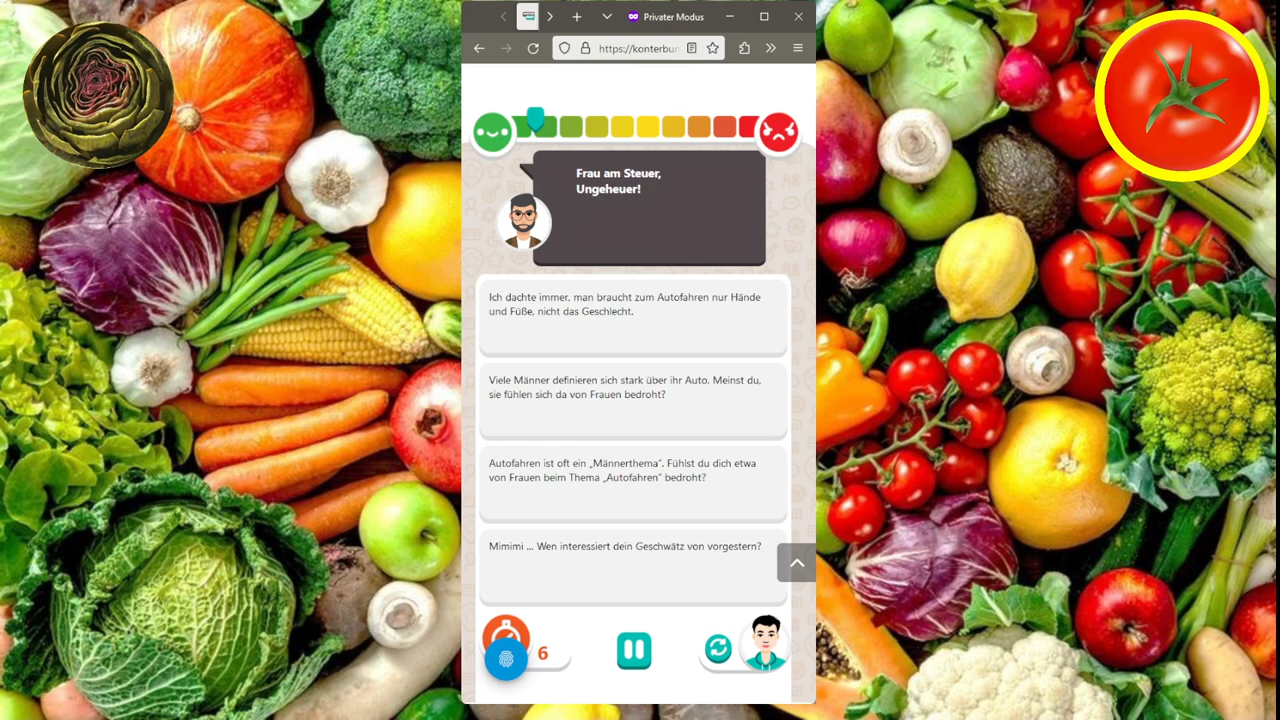 Privater Modus
https://konterbun
Frau am Steuer,
Ungeheuer!
Ich dachte immer, man braucht zum Autofahren nur Hände
und Füße, nicht das Geschlecht.
Viele Männer definieren sich stark über ihr Auto. Meinst du,
sie fühlen sich da von Frauen bedroht?
Autofahren ist oft ein „Männerthema“. Fühlst du dich etwa
von Frauen beim Thema „Autofahren“ bedroht?
Mimimi ... Wen interessiert dein Geschwätz von vorgestern?
6